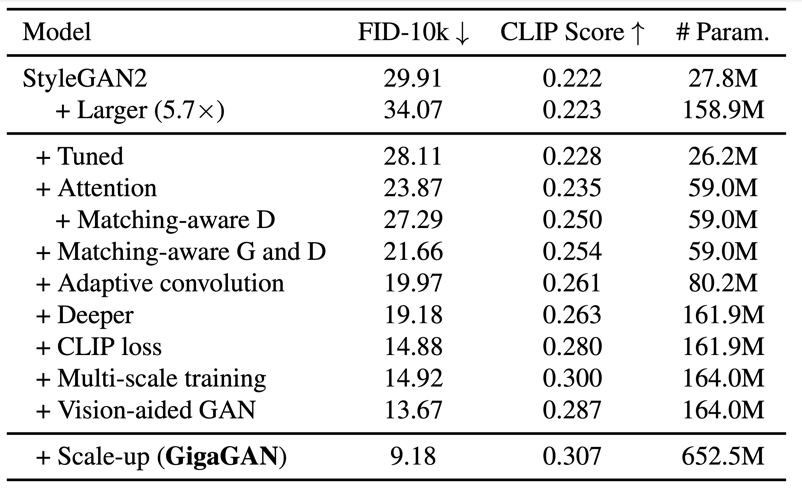 Model FID-10k ↓ CLIP Score ↑ # Param.
StyleGAN2 29.91 0.222 27.8M
+ Larger (5.7×) 34.07 0.223 158.9M
+ Tuned 28.11 0.228 26.2M
+ Attention 23.87 0.235 59.0M
+ Matching-aware D 27.29 0.250 59.0M
+ Matching-aware G and D 21.66 0.254 59.0M
+ Adaptive convolution 19.97 0.261 80.2M
+ Deeper 19.18 0.263 161.9M
+ CLIP loss 14.88 0.280 161.9M
+ Multi-scale training 14.92 0.300 164.0M
+ Vision-aided GAN 13.67 0.287 164.0M
+ Scale-up (GigaGAN) 9.18 0.307 652.5M